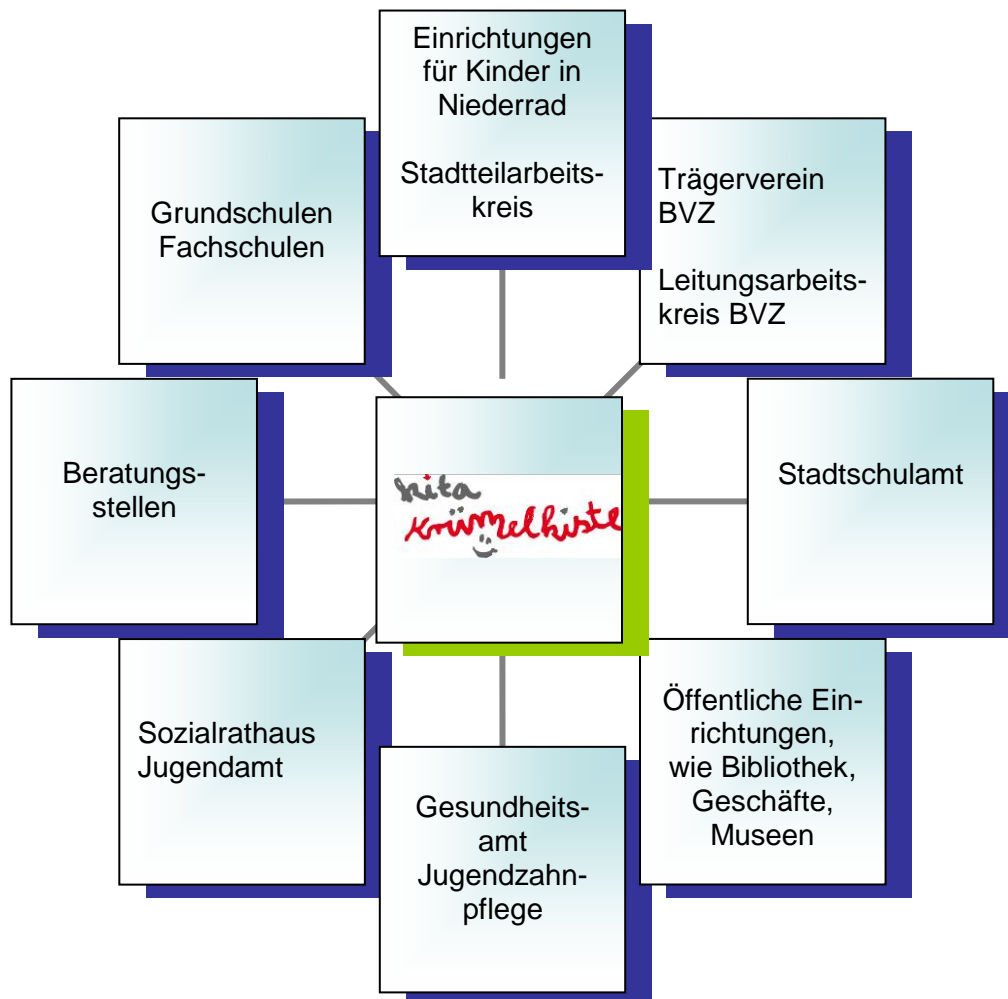 Einrichtungen
für Kinder in
Niederrad
Stadtteilarbeits-
kreis
Trägerverein
BVZ
Leitungsarbeits-
kreis BVZ
Grundschulen
Fachschulen
Beratungs-
stellen
kita
Krümelkiste
Stadtschulamt
Sozialrathaus
Jugendamt
Gesundheits-
amt
Jugendzahn-
pflege
Öffentliche Ein-
richtungen,
wie Bibliothek,
Geschäfte,
Museen